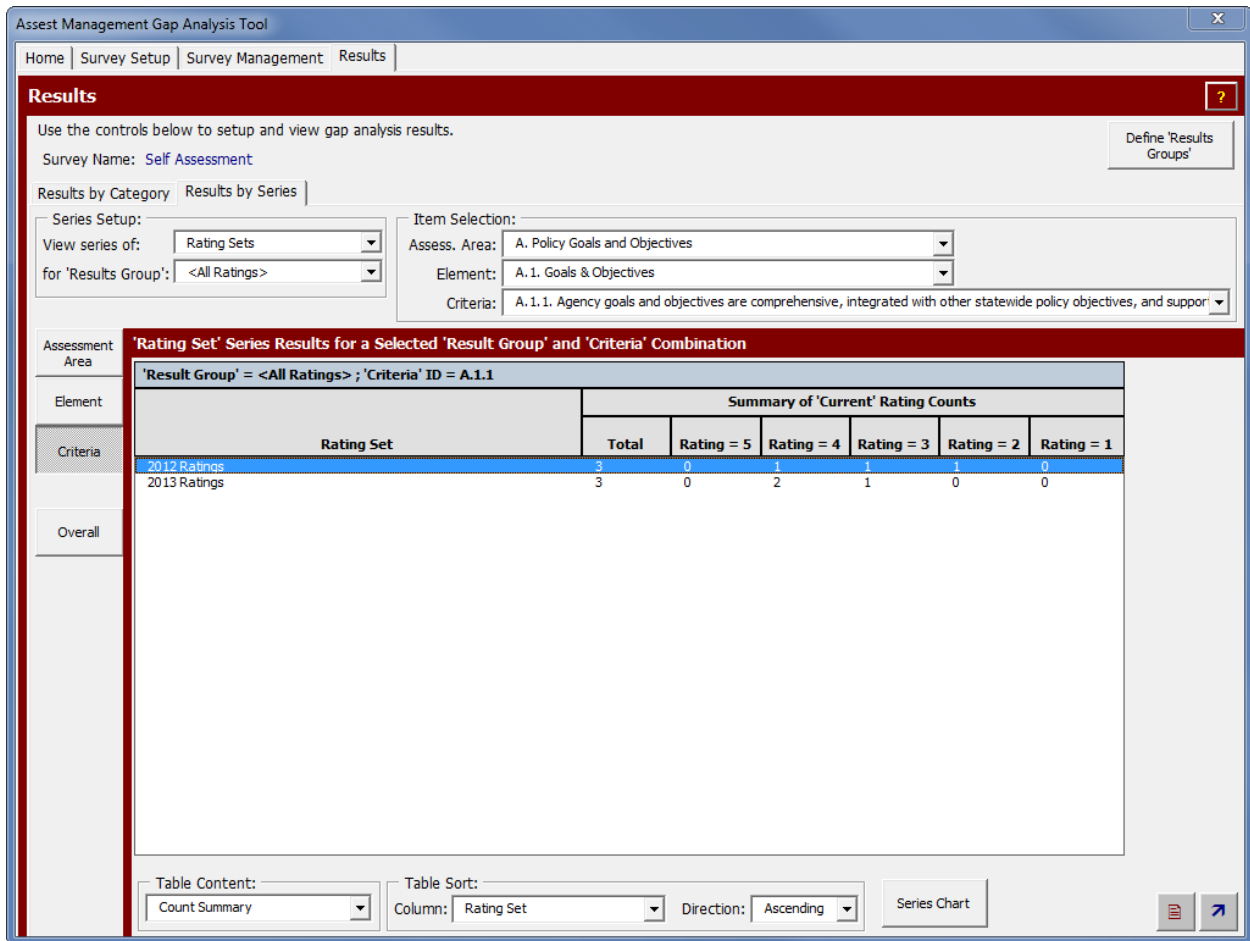 Assest Management Gap Analysis Tool
x
Home Survey Setup Survey Management Results
Results
?
Use the controls below to setup and view gap analysis results.
Define 'Results Groups'
Survey Name: Self Assessment
Results by Category Results by Series
Series Setup:
View series of: Rating Sets
for 'Results Group': <All Ratings>
Item Selection:
Assess. Area: A. Policy Goals and Objectives
Element: A.1. Goals & Objectives
Criteria: A.1.1. Agency goals and objectives are comprehensive, integrated with other statewide policy objectives, and suppor
Assessment Area
Element
Criteria
Overall
'Rating Set' Series Results for a Selected 'Result Group' and 'Criteria' Combination
'Result Group' = <All Ratings> ; 'Criteria' ID = A.1.1
Summary of 'Current' Rating Counts
Rating Set Total Rating = 5 Rating = 4 Rating = 3 Rating = 2 Rating = 1
2012 Ratings 3 0 1 1 1 0
2013 Ratings 3 0 2 1 0 0
Table Content:
Count Summary
Table Sort:
Column: Rating Set Direction: Ascending
Series Chart